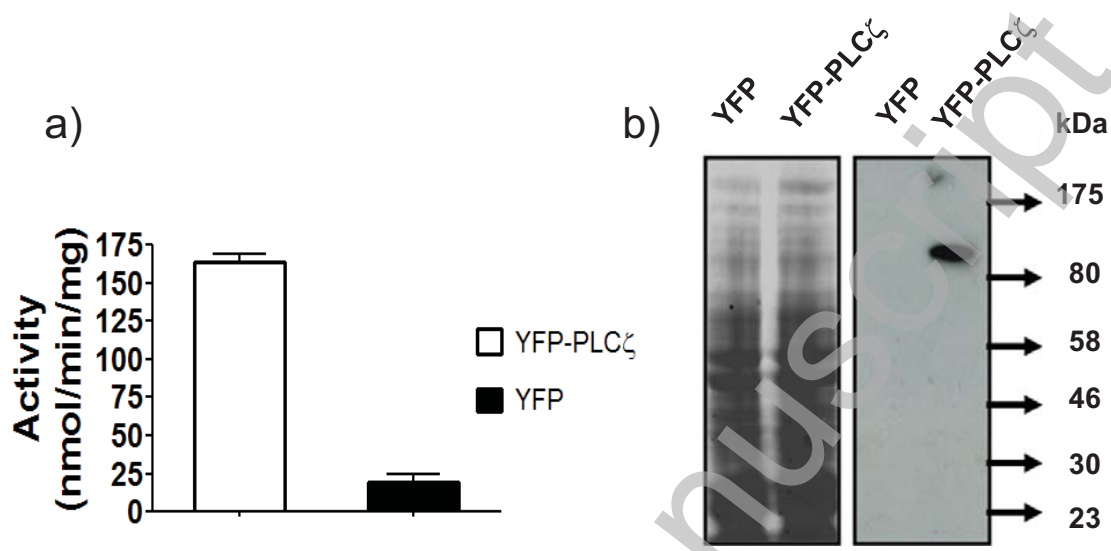 a)
Activity
(nmol/min/mg)
175
150
125
100
75
50
25
0
YFP-PLCζ
YFP
b)
YFP
YFP-PLCζ
YFP
YFP-PLCζ
kDa
175
80
58
46
30
23
nuscript